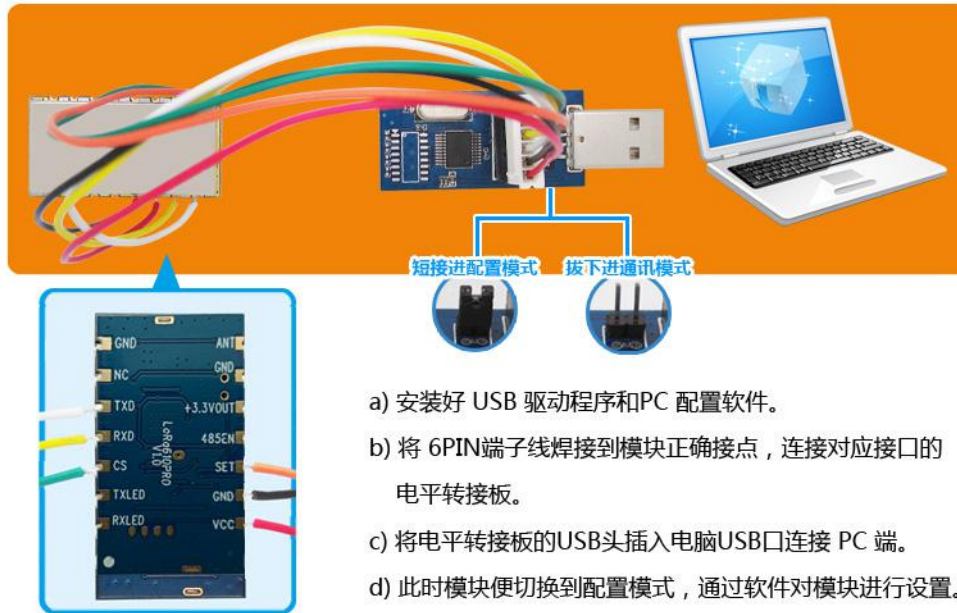 短接进配置模式
拔下进通讯模式
GND
ANT
NC
GND
TXD
+3.3VOUT
RXD
485EN
CS
SET
TXLED
GND
RXLED
VCC
LoRa610PRO
V1.0
a) 安装好 USB 驱动程序和PC 配置软件。
b) 将 6PIN端子线焊接到模块正确接点，连接对应接口的
电平转接板。
c) 将电平转接板的USB头插入电脑USB口连接 PC 端。
d) 此时模块便切换到配置模式，通过软件对模块进行设置。